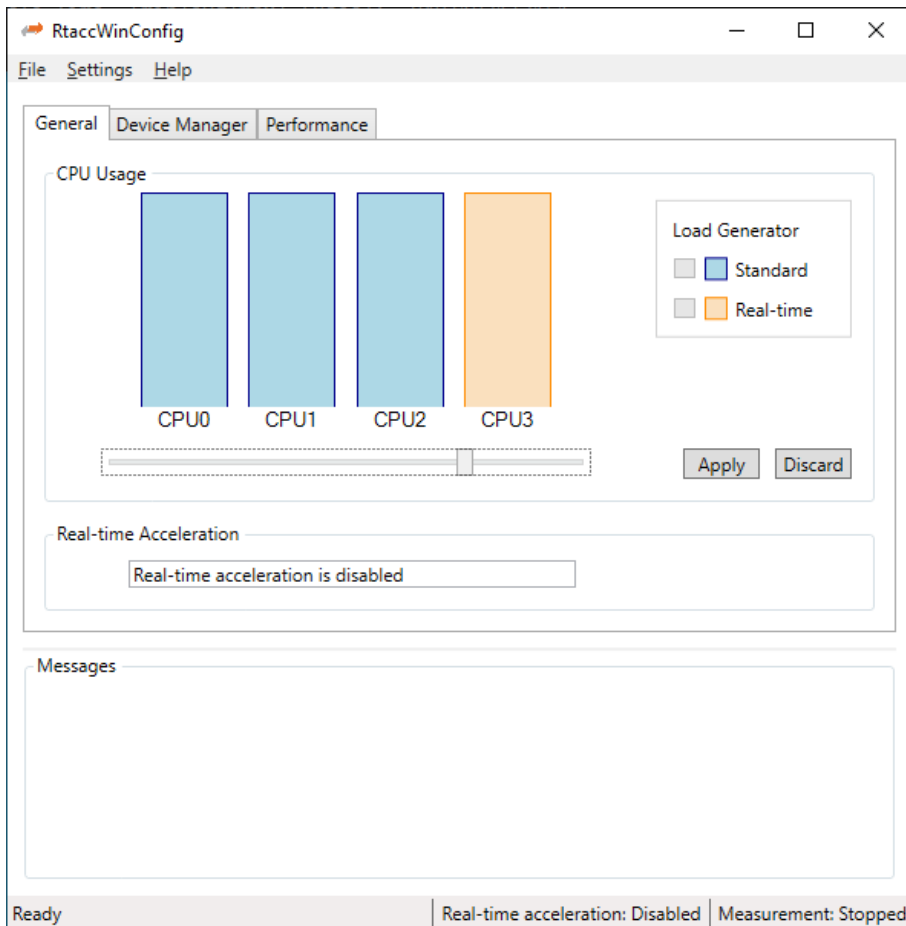 RtaccWinConfig
File Settings Help
General Device Manager Performance
CPU Usage
Load Generator
Standard
Real-time
CPU0 CPU1 CPU2 CPU3
Apply Discard
Real-time Acceleration
Real-time acceleration is disabled
Messages
Ready Real-time acceleration: Disabled Measurement: Stopped